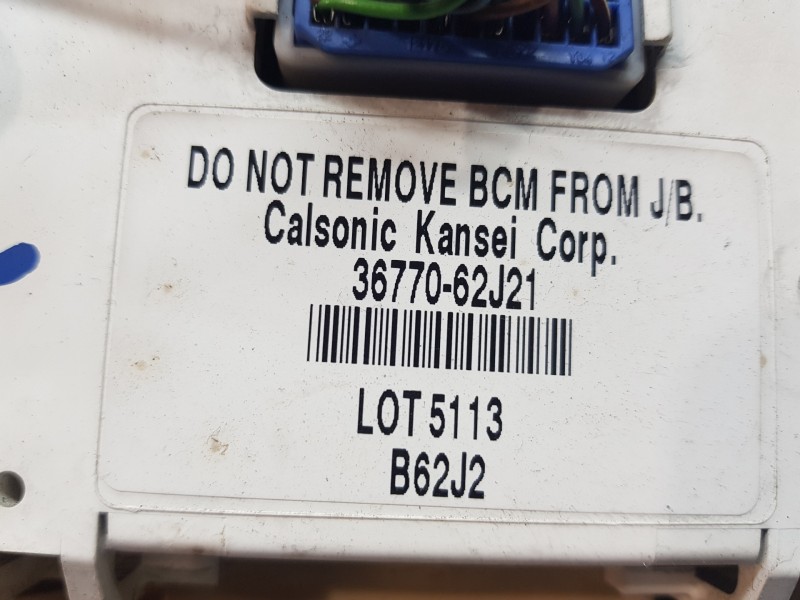 DO NOT REMOVE BCM FROM J/B.
Calsonic Kansei Corp.
36770-62J21
LOT 5113
B62J2